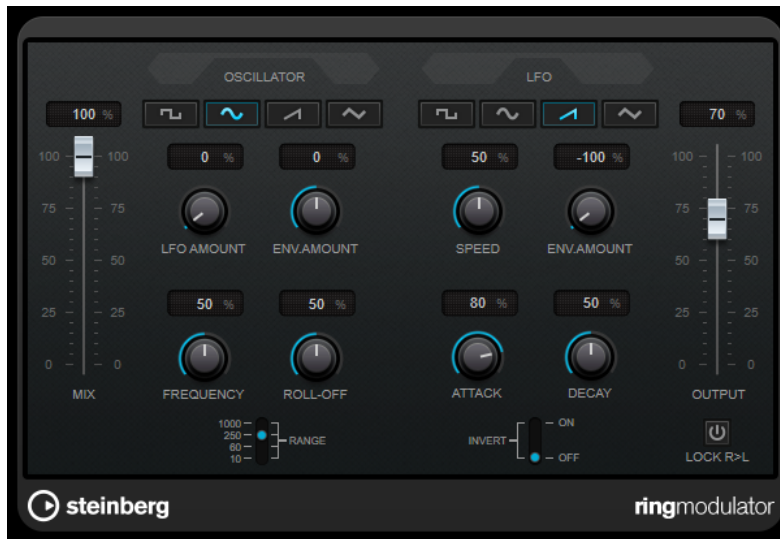 OSCILLATOR LFO
100 % 70 %
0 % 0 % 50 % -100 %
100 100 100 100
75 75 75 75
LFO AMOUNT ENV.AMOUNT SPEED ENV.AMOUNT
50 50 50 50
50 % 50 % 80 % 50 %
25 25 25 25
0 0 0 0
MIX FREQUENCY ROLL-OFF ATTACK DECAY OUTPUT
1000 ON
250
RANGE INVERT
60
10 OFF LOCK R>L
steinberg ringmodulator